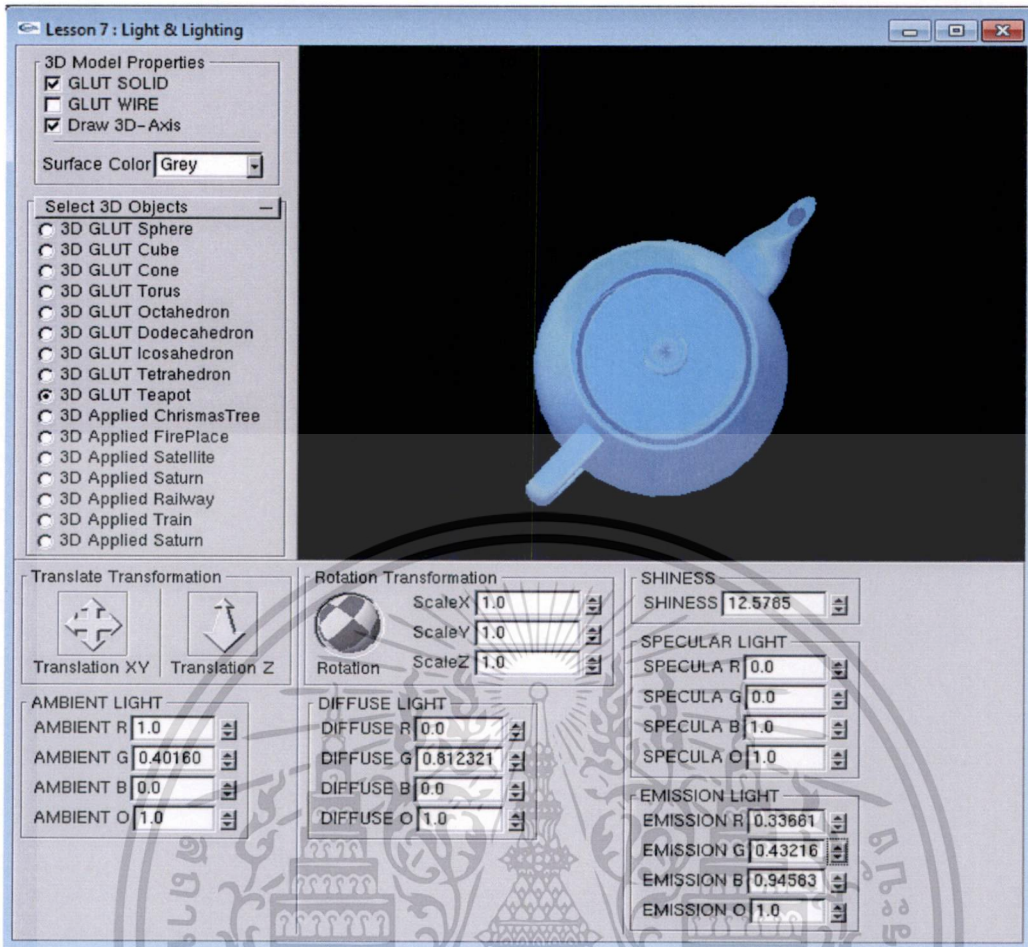 Lesson 7 : Light & Lighting
3D Model Properties
GLUT SOLID
GLUT WIRE
Draw 3D-Axis
Surface Color Grey
Select 3D Objects
3D GLUT Sphere
3D GLUT Cube
3D GLUT Cone
3D GLUT Torus
3D GLUT Octahedron
3D GLUT Dodecahedron
3D GLUT Icosahedron
3D GLUT Tetrahedron
3D GLUT Teapot
3D Applied ChrismasTree
3D Applied FirePlace
3D Applied Satellite
3D Applied Saturn
3D Applied Railway
3D Applied Train
3D Applied Saturn
Translate Transformation
Translation XY
Translation Z
Rotation Transformation
Rotation
ScaleX 1.0
ScaleY 1.0
ScaleZ 1.0
SHINESS
SHINESS 12.5785
SPECULAR LIGHT
SPECULA R 0.0
SPECULA G 0.0
SPECULA B 1.0
SPECULA O 1.0
AMBIENT LIGHT
AMBIENT R 1.0
AMBIENT G 0.40160
AMBIENT B 0.0
AMBIENT O 1.0
DIFFUSE LIGHT
DIFFUSE R 0.0
DIFFUSE G 0.612321
DIFFUSE B 0.0
DIFFUSE O 1.0
EMISSION LIGHT
EMISSION R 0.33661
EMISSION G 0.43216
EMISSION B 0.94583
EMISSION O 1.0